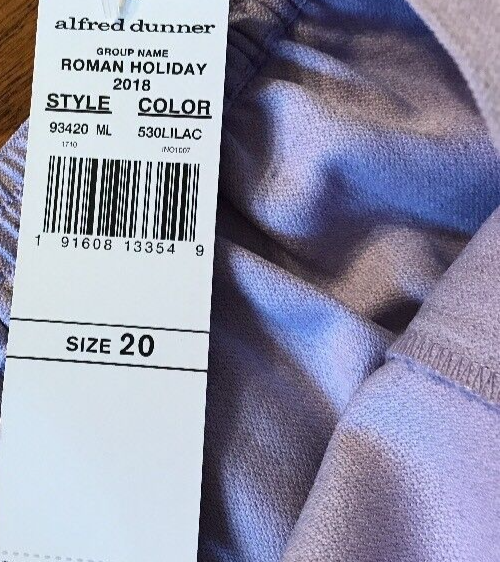 alfred dunner
GROUP NAME
ROMAN HOLIDAY
2018
STYLE COLOR
93420 ML 530LILAC
1710 INO1007
1 91608 13354 9
SIZE 20